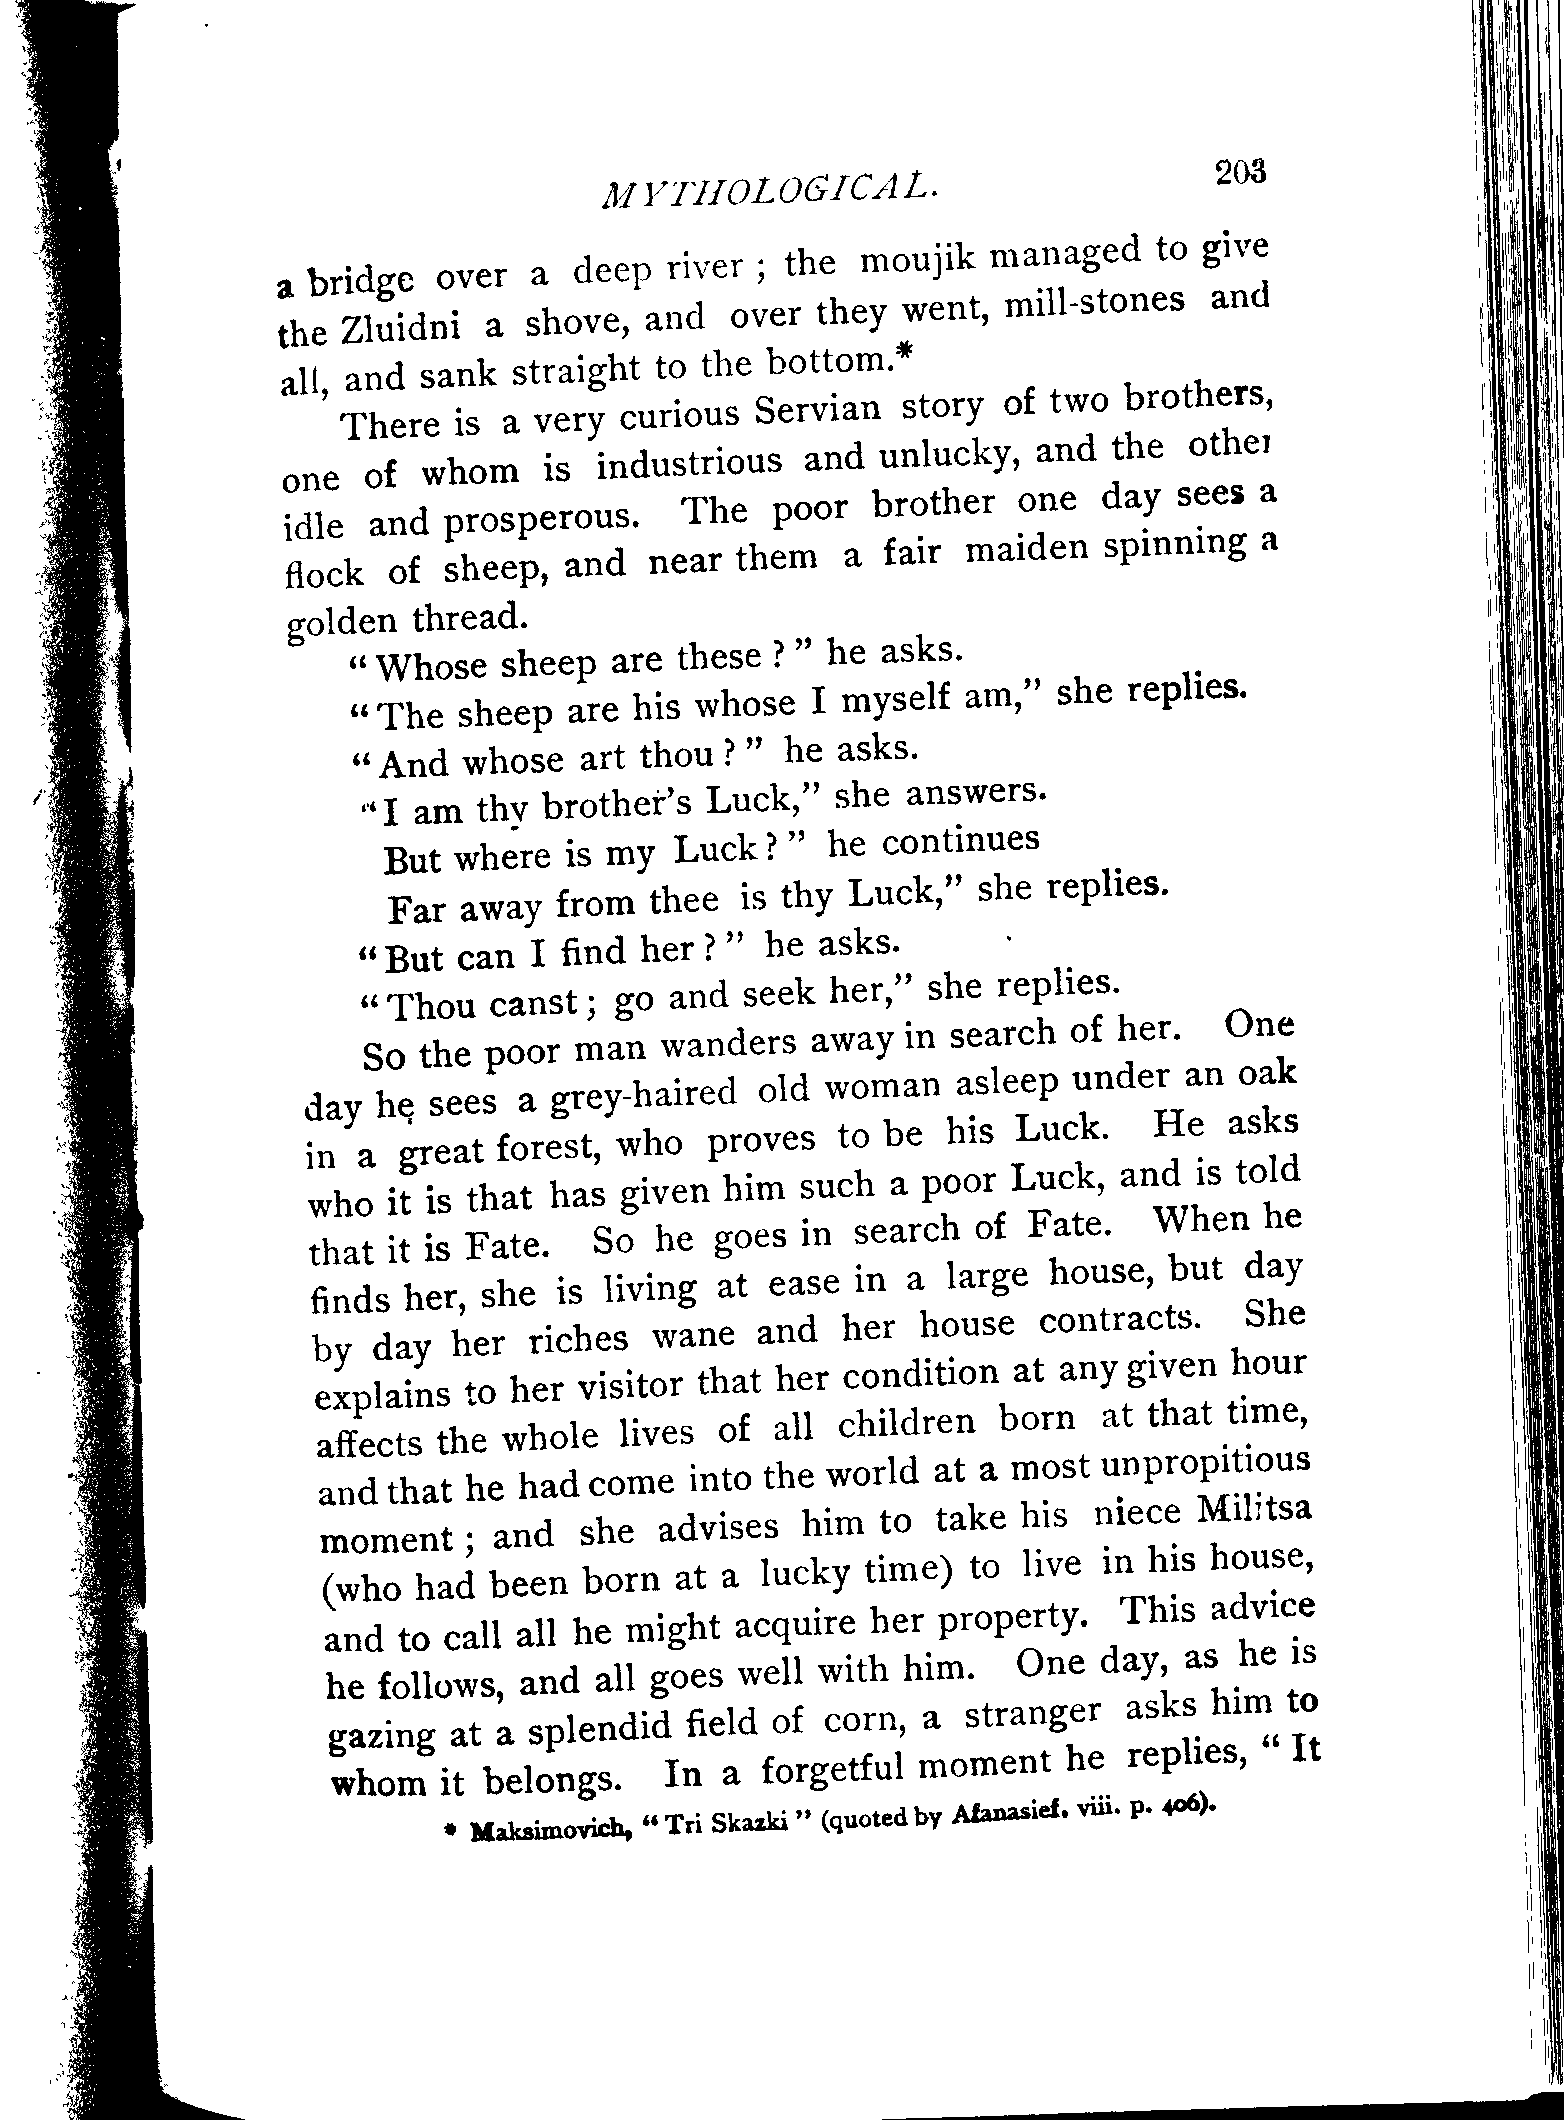 MYTHOLOGICAL. 203
a bridge over a deep river ; the moujik managed to give
the Zluidni a shove, and over they went, mill-stones and
all, and sank straight to the bottom.*
There is a very curious Servian story of two brothers,
one of whom is industrious and unlucky, and the other
idle and prosperous. The poor brother one day sees a
flock of sheep, and near them a fair maiden spinning a
golden thread.
“ Whose sheep are these ? ” he asks.
“ The sheep are his whose I myself am,” she replies.
“ And whose art thou ? ” he asks.
“ I am thy brother’s Luck,” she answers.
But where is my Luck ? ” he continues
Far away from thee is thy Luck,” she replies.
“ But can I find her ? ” he asks.
“ Thou canst ; go and seek her,” she replies.
So the poor man wanders away in search of her. One
day he sees a grey-haired old woman asleep under an oak
in a great forest, who proves to be his Luck. He asks
who it is that has given him such a poor Luck, and is told
that it is Fate. So he goes in search of Fate. When he
finds her, she is living at ease in a large house, but day
by day her riches wane and her house contracts. She
explains to her visitor that her condition at any given hour
affects the whole lives of all children born at that time,
and that he had come into the world at a most unpropitious
moment ; and she advises him to take his niece Militsa
(who had been born at a lucky time) to live in his house,
and to call all he might acquire her property. This advice
he follows, and all goes well with him. One day, as he is
gazing at a splendid field of corn, a stranger asks him to
whom it belongs. In a forgetful moment he replies, “ It
* Maksimovich, “ Tri Skazki ” (quoted by Afanasief. viii. p. 406).